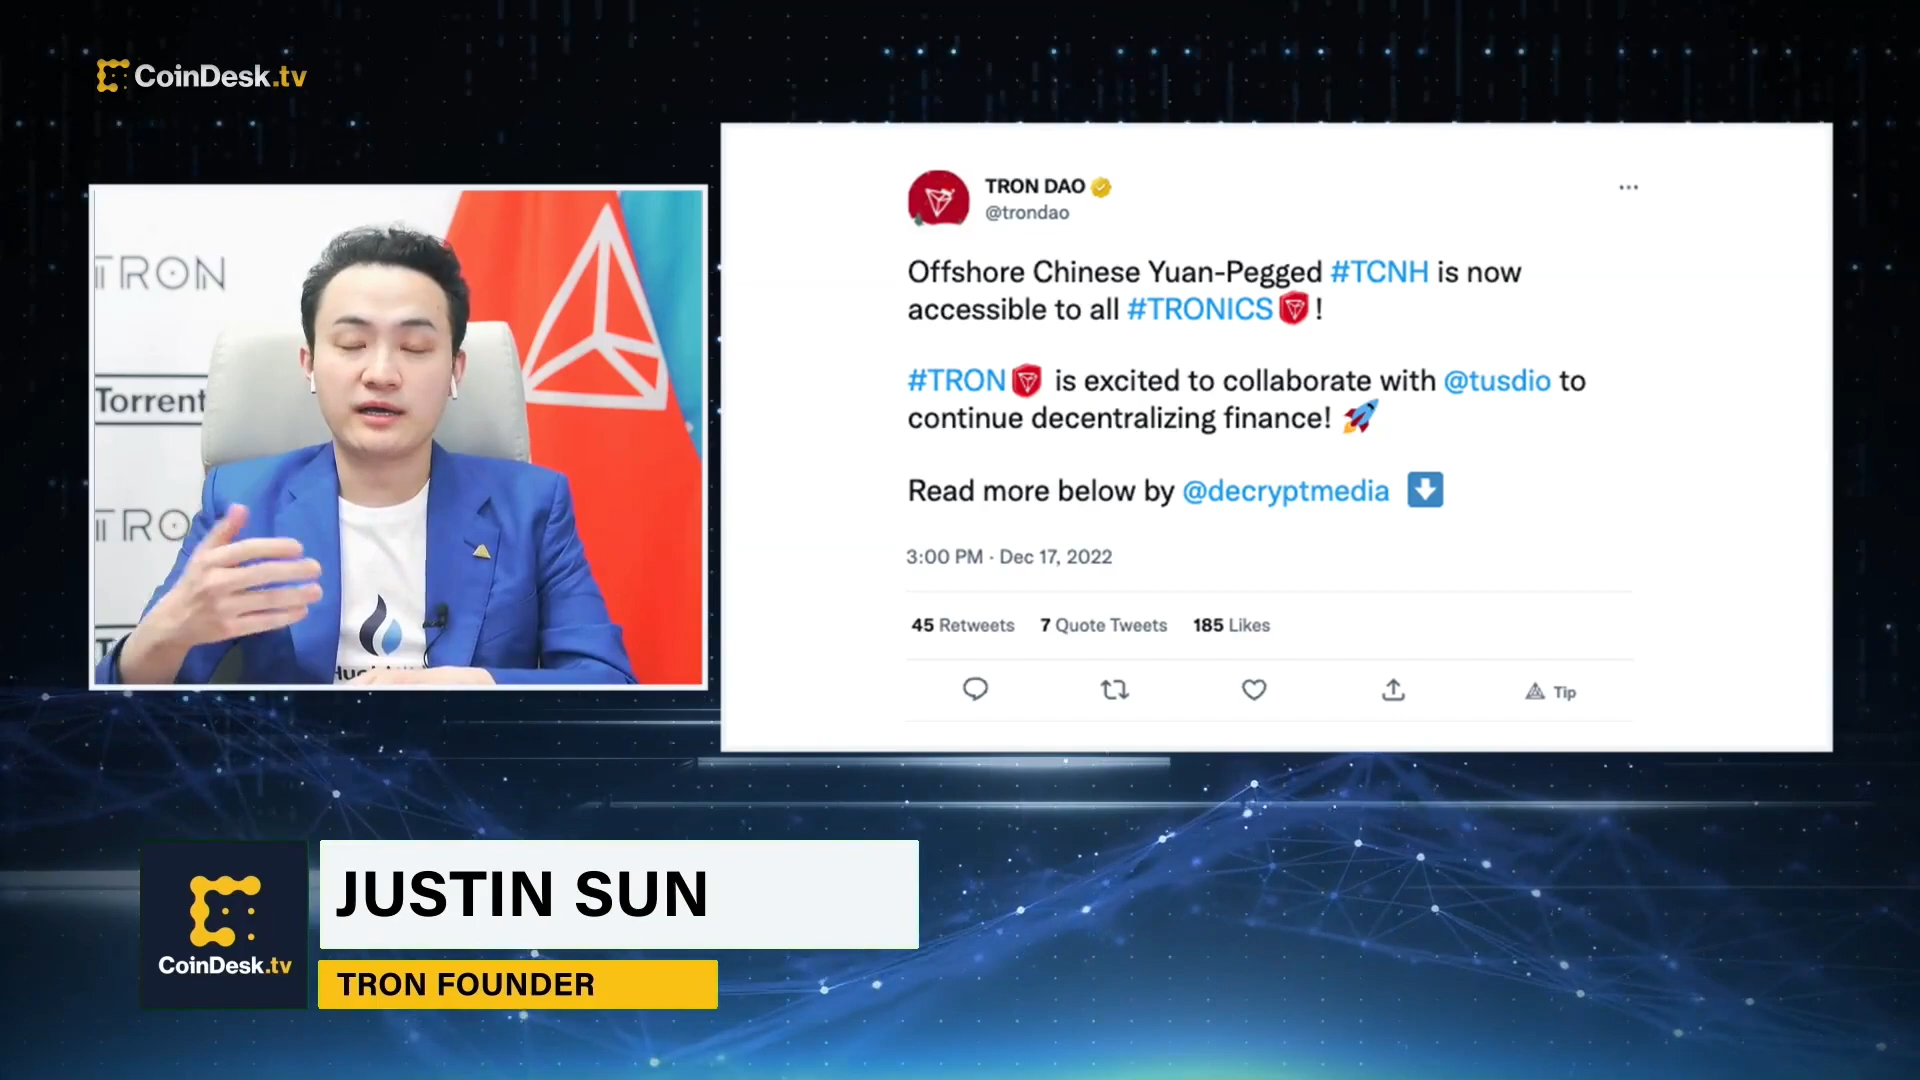 CoinDesk.tv
TRON
Torrent
TRO
TRON DAO
@trondao
Offshore Chinese Yuan-Pegged #TCNH is now
accessible to all #TRONICS !
#TRON is excited to collaborate with @tusdio to
continue decentralizing finance! 🚀
Read more below by @decryptmedia ⬇️
3:00 PM · Dec 17, 2022
45 Retweets 7 Quote Tweets 185 Likes
Tip
JUSTIN SUN
TRON FOUNDER
CoinDesk.tv